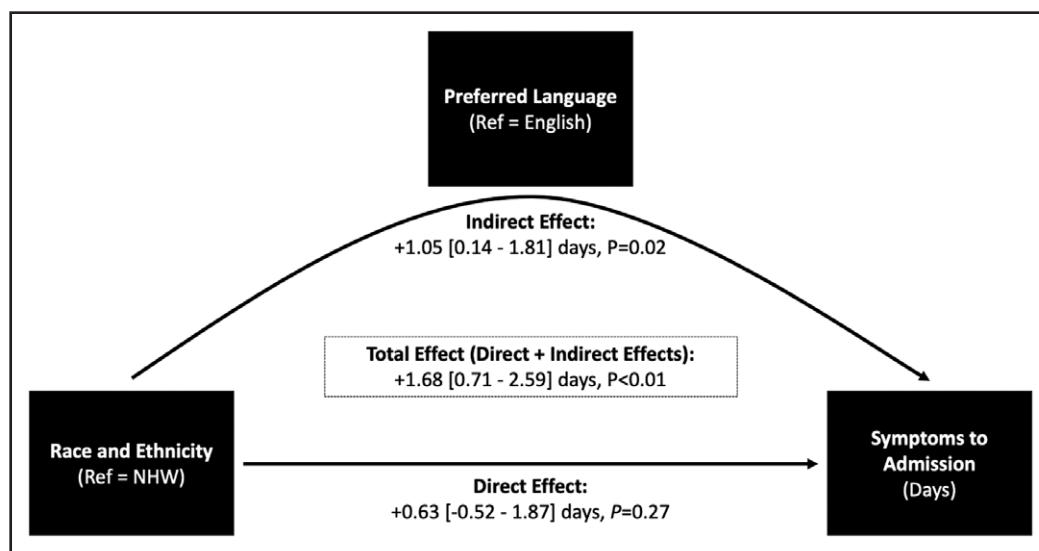 Preferred Language
(Ref = English)
Indirect Effect:
+1.05 [0.14 - 1.81] days, P=0.02
Total Effect (Direct + Indirect Effects):
+1.68 [0.71 - 2.59] days, P<0.01
Race and Ethnicity
(Ref = NHW)
Symptoms to
Admission
(Days)
Direct Effect:
+0.63 [-0.52 - 1.87] days, P=0.27